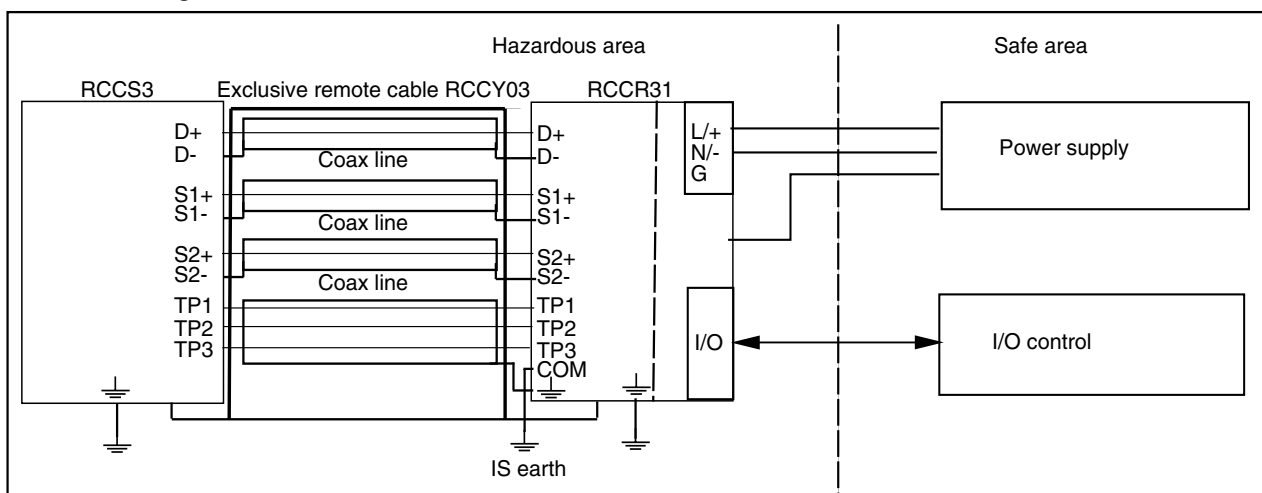 Hazardous area
Safe area
RCCS3
Exclusive remote cable RCCY03
RCCR31
D+
D-
S1+
S1-
S2+
S2-
TP1
TP2
TP3
Coax line
Coax line
Coax line
D+
D-
S1+
S1-
S2+
S2-
TP1
TP2
TP3
COM
L/+
N/-
G
I/O
Power supply
I/O control
IS earth